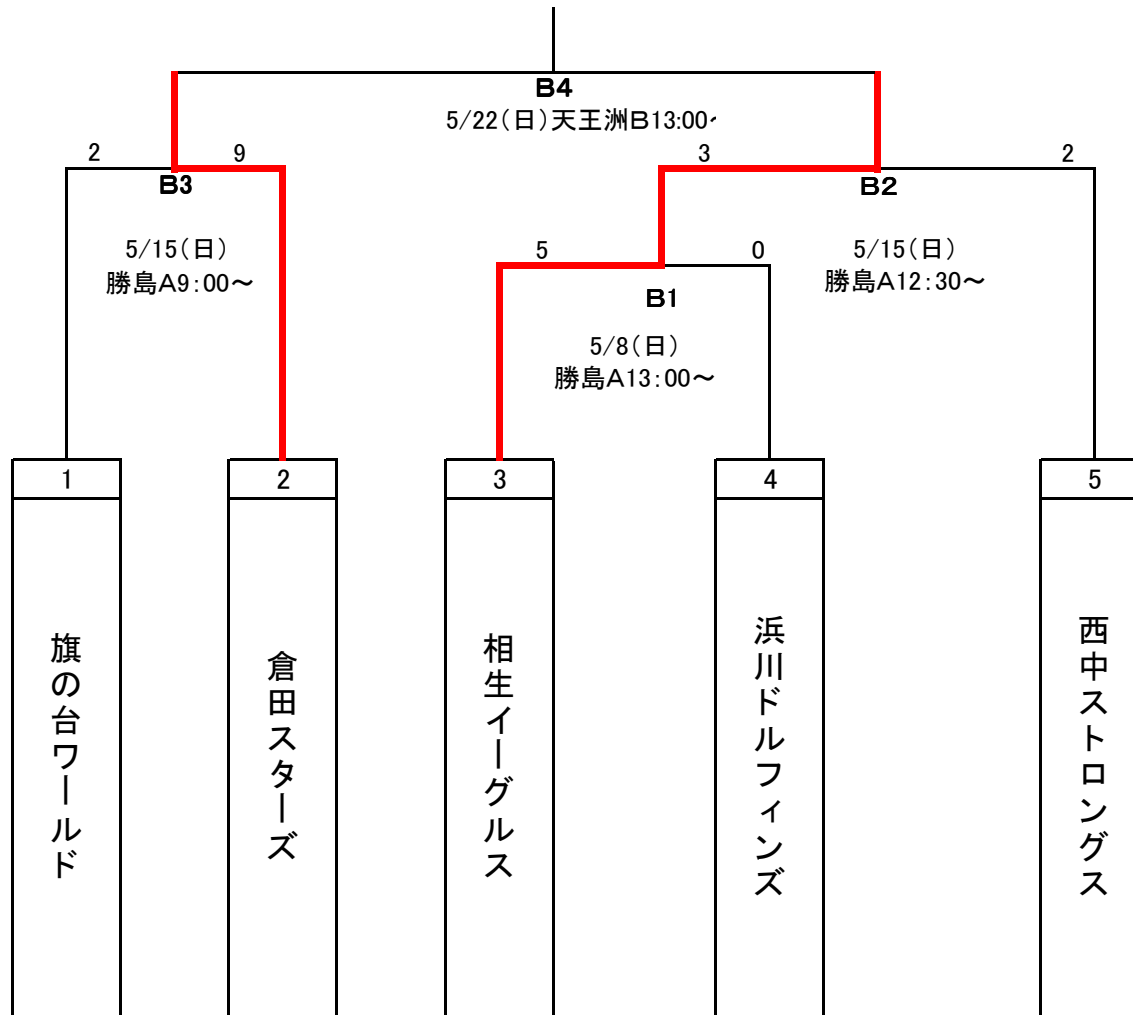 B4
5/22(日)天王洲B13:00~
2
9
3
2
B3
B2
5/15(日)
勝島A9:00～
5
0
5/15(日)
勝島A12:30～
B1
5/8(日)
勝島A13:00～
1
2
3
4
5
旗の台ワールド
倉田スターズ
相生イーグルス
浜川ドルフィンズ
西中ストロングス